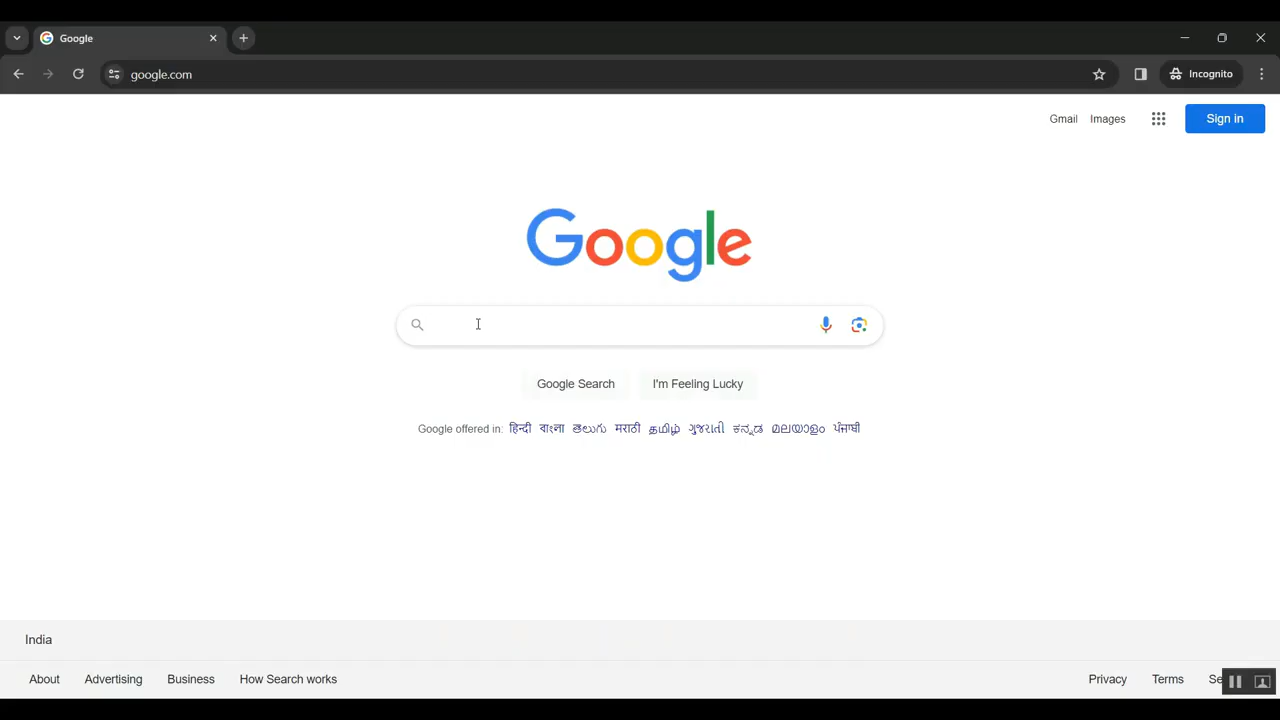 Google
google.com
Incognito
Gmail Images Sign in
Google
Google Search I'm Feeling Lucky
Google offered in: हिन्दी বাংলা తెలుగు मराठी தமிழ் ગુજરાતી ಕನ್ನಡ മലയാളം ਪੰਜਾਬੀ
India
About Advertising Business How Search works Privacy Terms Se